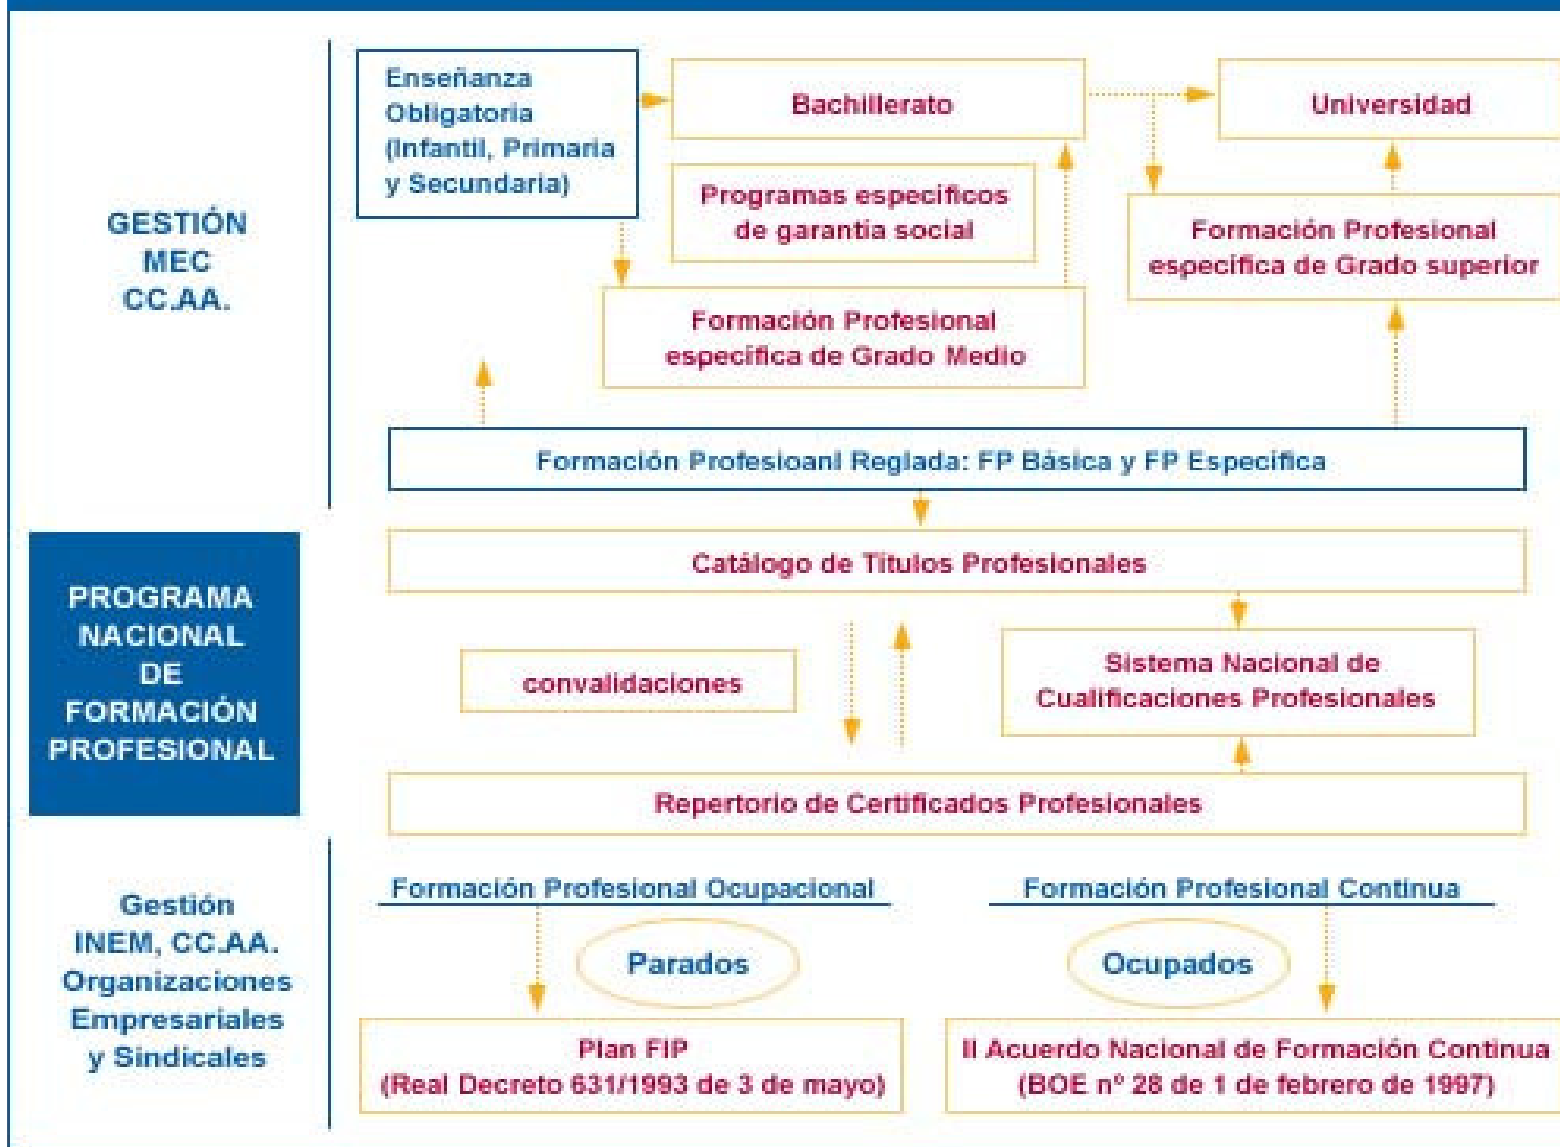 GESTIÓN
MEC
CC.AA.
Enseñanza
Obligatoria
(Infantil, Primaria
y Secundaria)
Bachillerato
Universidad
Programas específicos
de garantía social
Formación Profesional
específica de Grado superior
Formación Profesional
específica de Grado Medio
Formación Profesioanl Reglada: FP Básica y FP Específica
PROGRAMA
NACIONAL
DE
FORMACIÓN
PROFESIONAL
Catálogo de Títulos Profesionales
convalidaciones
Sistema Nacional de
Cualificaciones Profesionales
Repertorio de Certificados Profesionales
Gestión
INEM, CC.AA.
Organizaciones
Empresariales
y Sindicales
Formación Profesional Ocupacional
Parados
Plan FIP
(Real Decreto 631/1993 de 3 de mayo)
Formación Profesional Continua
Ocupados
II Acuerdo Nacional de Formación Continua
(BOE nº 28 de 1 de febrero de 1997)